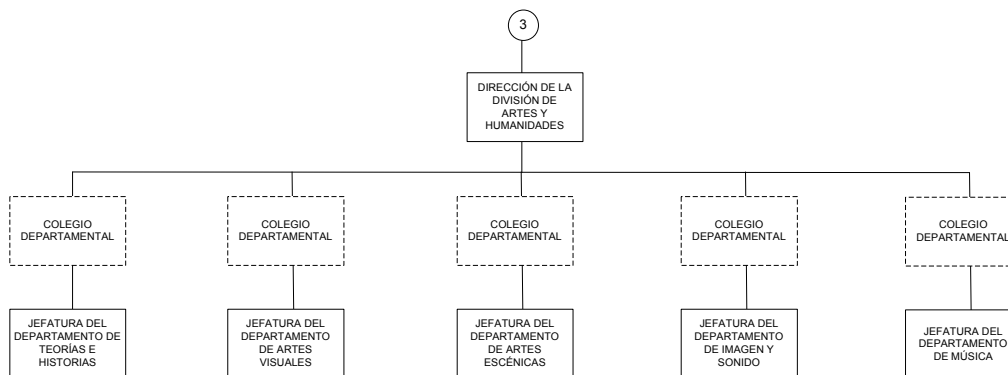 3
DIRECCIÓN DE LA
DIVISIÓN DE
ARTES Y
HUMANIDADES
COLEGIO
DEPARTAMENTAL
COLEGIO
DEPARTAMENTAL
COLEGIO
DEPARTAMENTAL
COLEGIO
DEPARTAMENTAL
COLEGIO
DEPARTAMENTAL
JEFATURA DEL
DEPARTAMENTO DE
TEORÍAS E
HISTORIAS
JEFATURA DEL
DEPARTAMENTO
DE ARTES
VISUALES
JEFATURA DEL
DEPARTAMENTO
DE ARTES
ESCÉNICAS
JEFATURA DEL
DEPARTAMENTO
DE IMAGEN Y
SONIDO
JEFATURA DEL
DEPARTAMENTO
DE MÚSICA